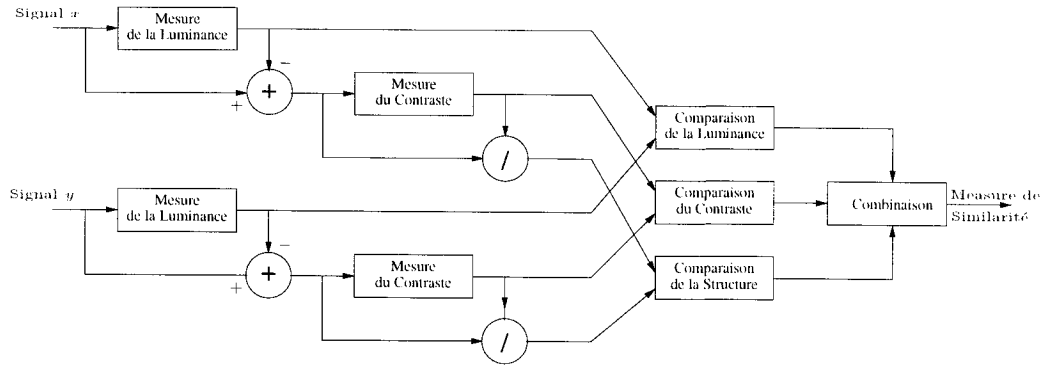 Signal x
Mesure
de la Luminance
−
+
+
Mesure
du Contraste
/
Comparaison
de la Luminance
Signal y
Mesure
de la Luminance
−
+
+
Mesure
du Contraste
/
Comparaison
du Contraste
Comparaison
de la Structure
Combinaison
Measure de
Similarité